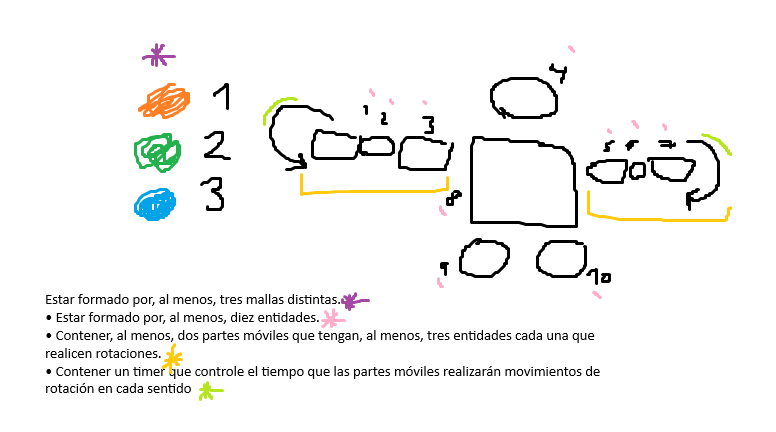 1
2
3
4
1
2
3
5 6 7
8
9
10
Estar formado por, al menos, tres mallas distintas.
• Estar formado por, al menos, diez entidades.
• Contener, al menos, dos partes móviles que tengan, al menos, tres entidades cada una que
realicen rotaciones.
• Contener un timer que controle el tiempo que las partes móviles realizarán movimientos de
rotación en cada sentido